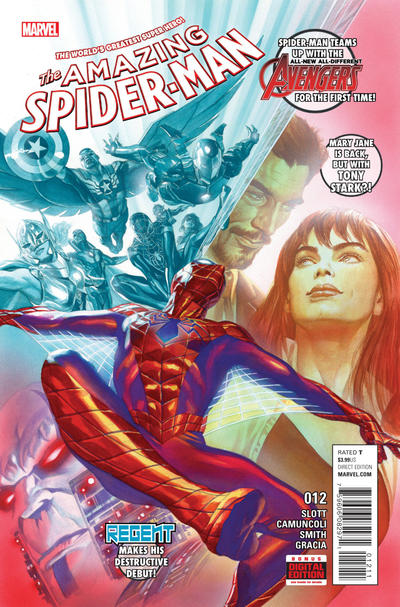 MARVEL
THE WORLD'S GREATEST SUPER HERO!
the AMAZING
SPIDER-MAN
SPIDER-MAN TEAMS
UP WITH THE
ALL-NEW ALL-DIFFERENT
AVENGERS
FOR THE FIRST TIME!
MARY JANE
IS BACK,
BUT WITH
TONY
STARK?!
REGENT
MAKES HIS
DESTRUCTIVE
DEBUT!
RATED T
$3.99US
DIRECT EDITION
MARVEL.COM
012
SLOTT
CAMUNCOLI
SMITH
GRACIA
BONUS
DIGITAL
EDITION
01211